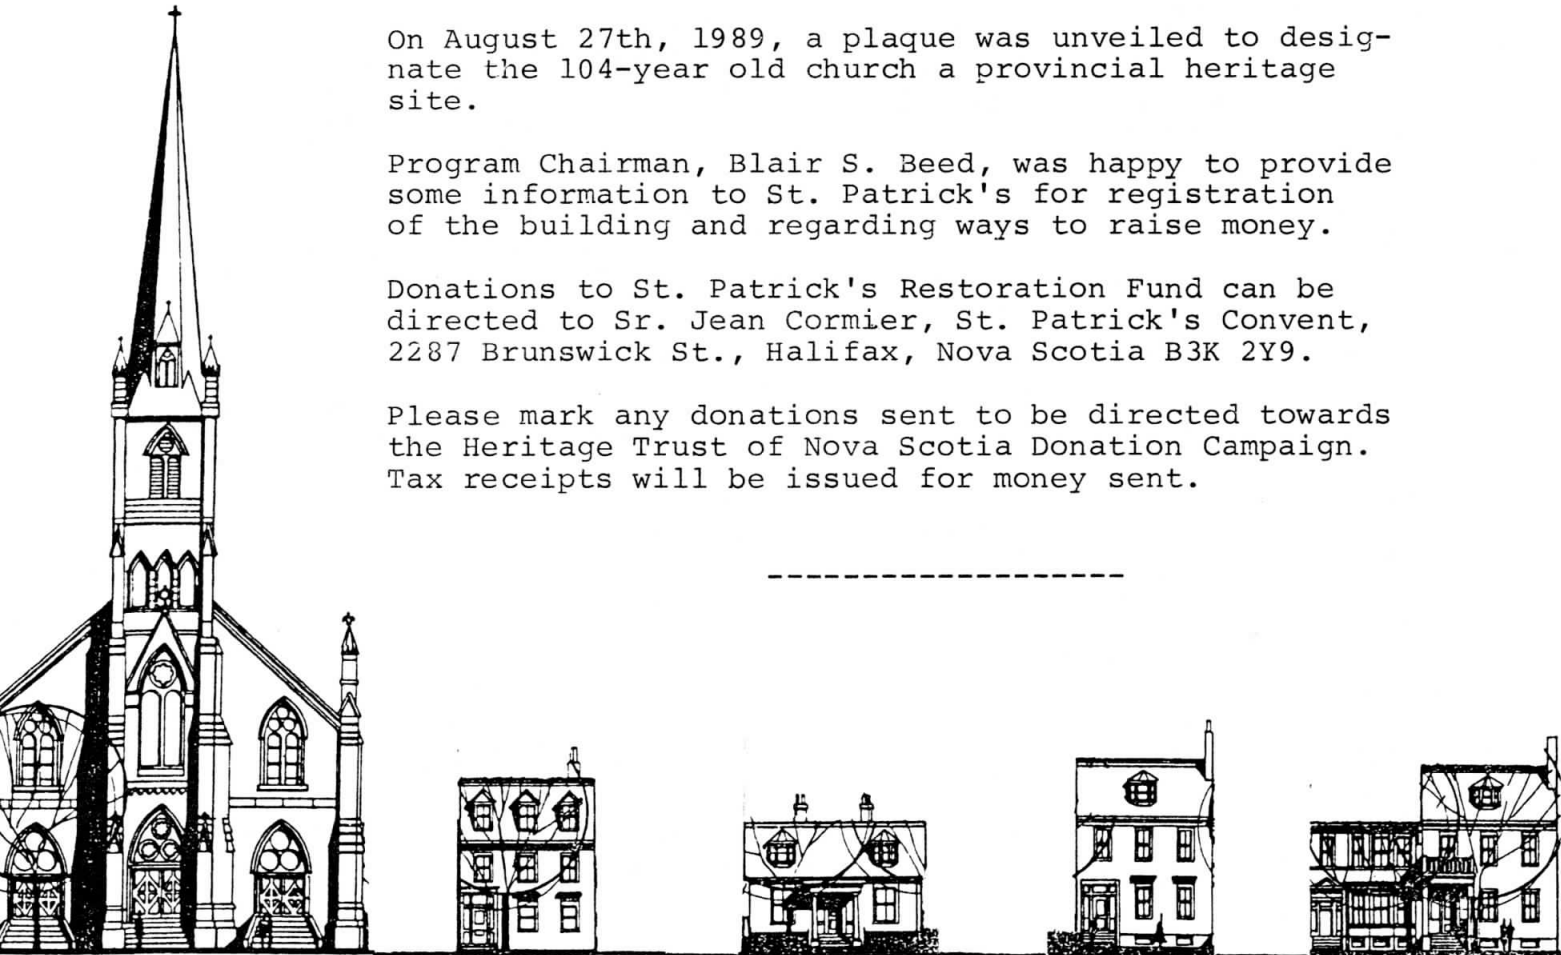 On August 27th, 1989, a plaque was unveiled to desig-
nate the 104-year old church a provincial heritage
site.
Program Chairman, Blair S. Beed, was happy to provide
some information to St. Patrick's for registration
of the building and regarding ways to raise money.
Donations to St. Patrick's Restoration Fund can be
directed to Sr. Jean Cormier, St. Patrick's Convent,
2287 Brunswick St., Halifax, Nova Scotia B3K 2Y9.
Please mark any donations sent to be directed towards
the Heritage Trust of Nova Scotia Donation Campaign.
Tax receipts will be issued for money sent.